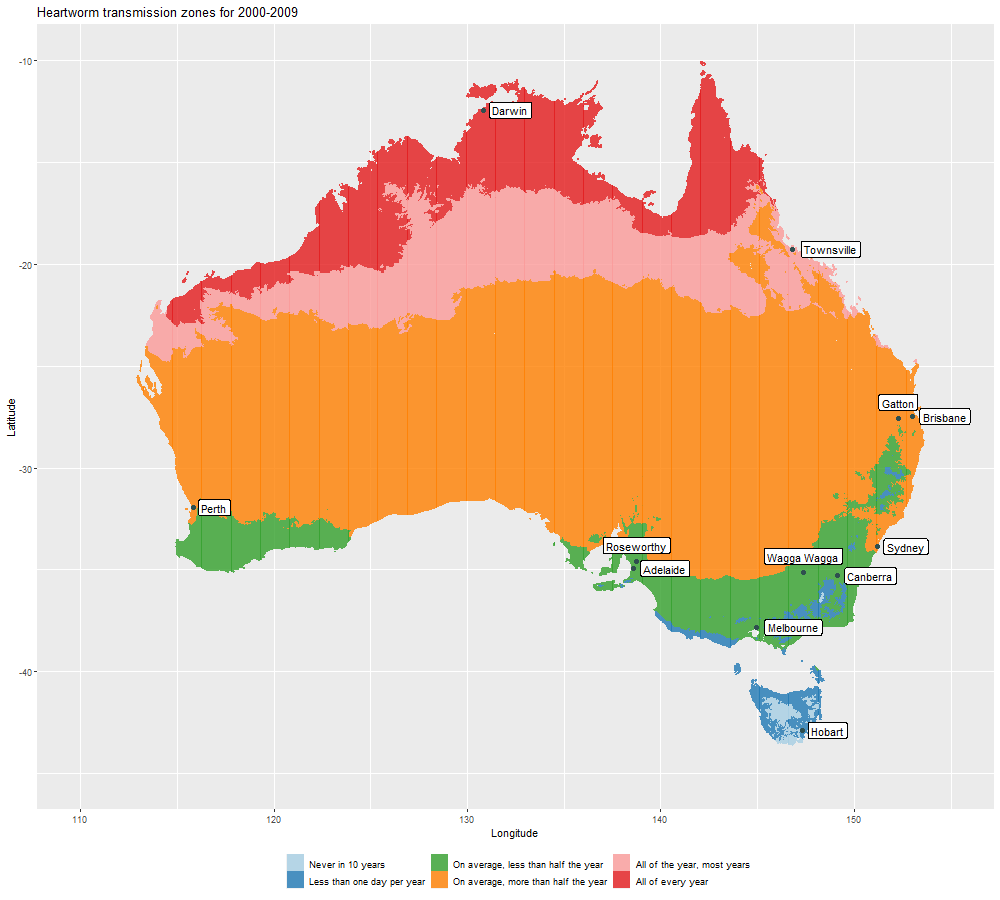 Heartworm transmission zones for 2000-2009
-10
Darwin
Townsville
-20
Gatton
Brisbane
Latitude
-30
Perth
Roseworthy
Sydney
Wagga Wagga
Adelaide
Canberra
Melbourne
-40
Hobart
110 120 130 140 150
Longitude
Never in 10 years On average, less than half the year All of the year, most years
Less than one day per year On average, more than half the year All of every year